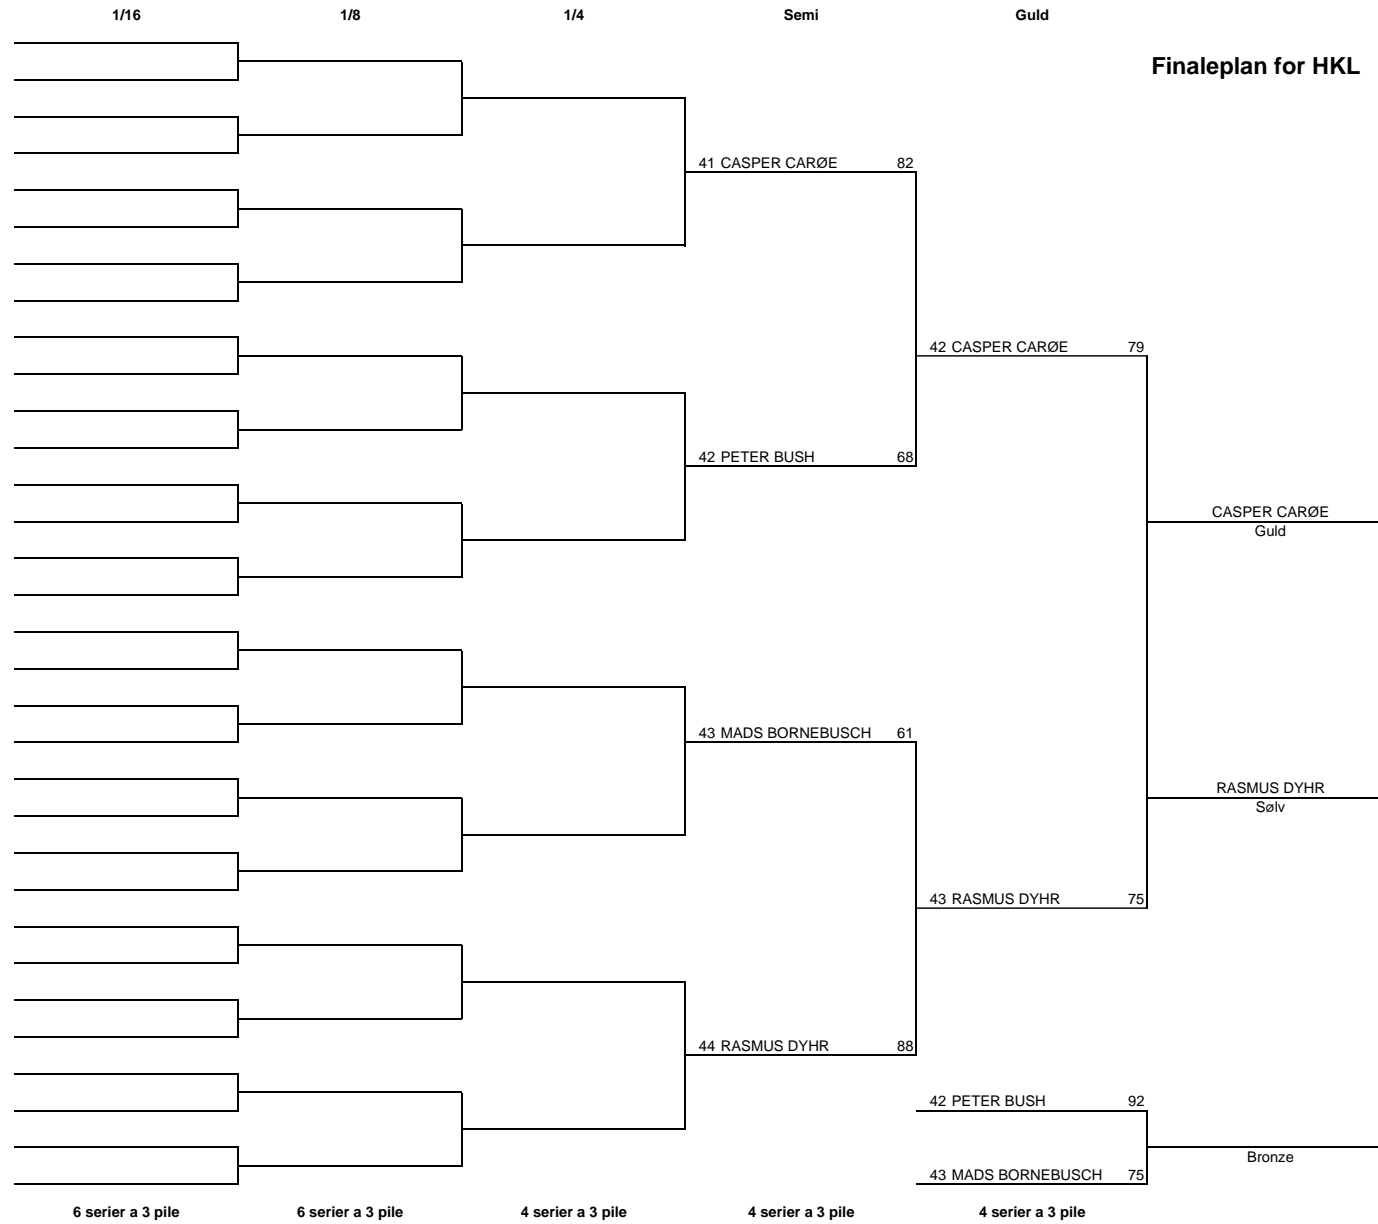 1/16 1/8 1/4 Semi Guld
Finaleplan for HKL
41 CASPER CARØE 82
42 CASPER CARØE 79
42 PETER BUSH 68
CASPER CARØE
Guld
43 MADS BORNEBUSCH 61
RASMUS DYHR
Sølv
43 RASMUS DYHR 75
44 RASMUS DYHR 88
42 PETER BUSH 92
Bronze
43 MADS BORNEBUSCH 75
6 serier a 3 pile 6 serier a 3 pile 4 serier a 3 pile 4 serier a 3 pile 4 serier a 3 pile